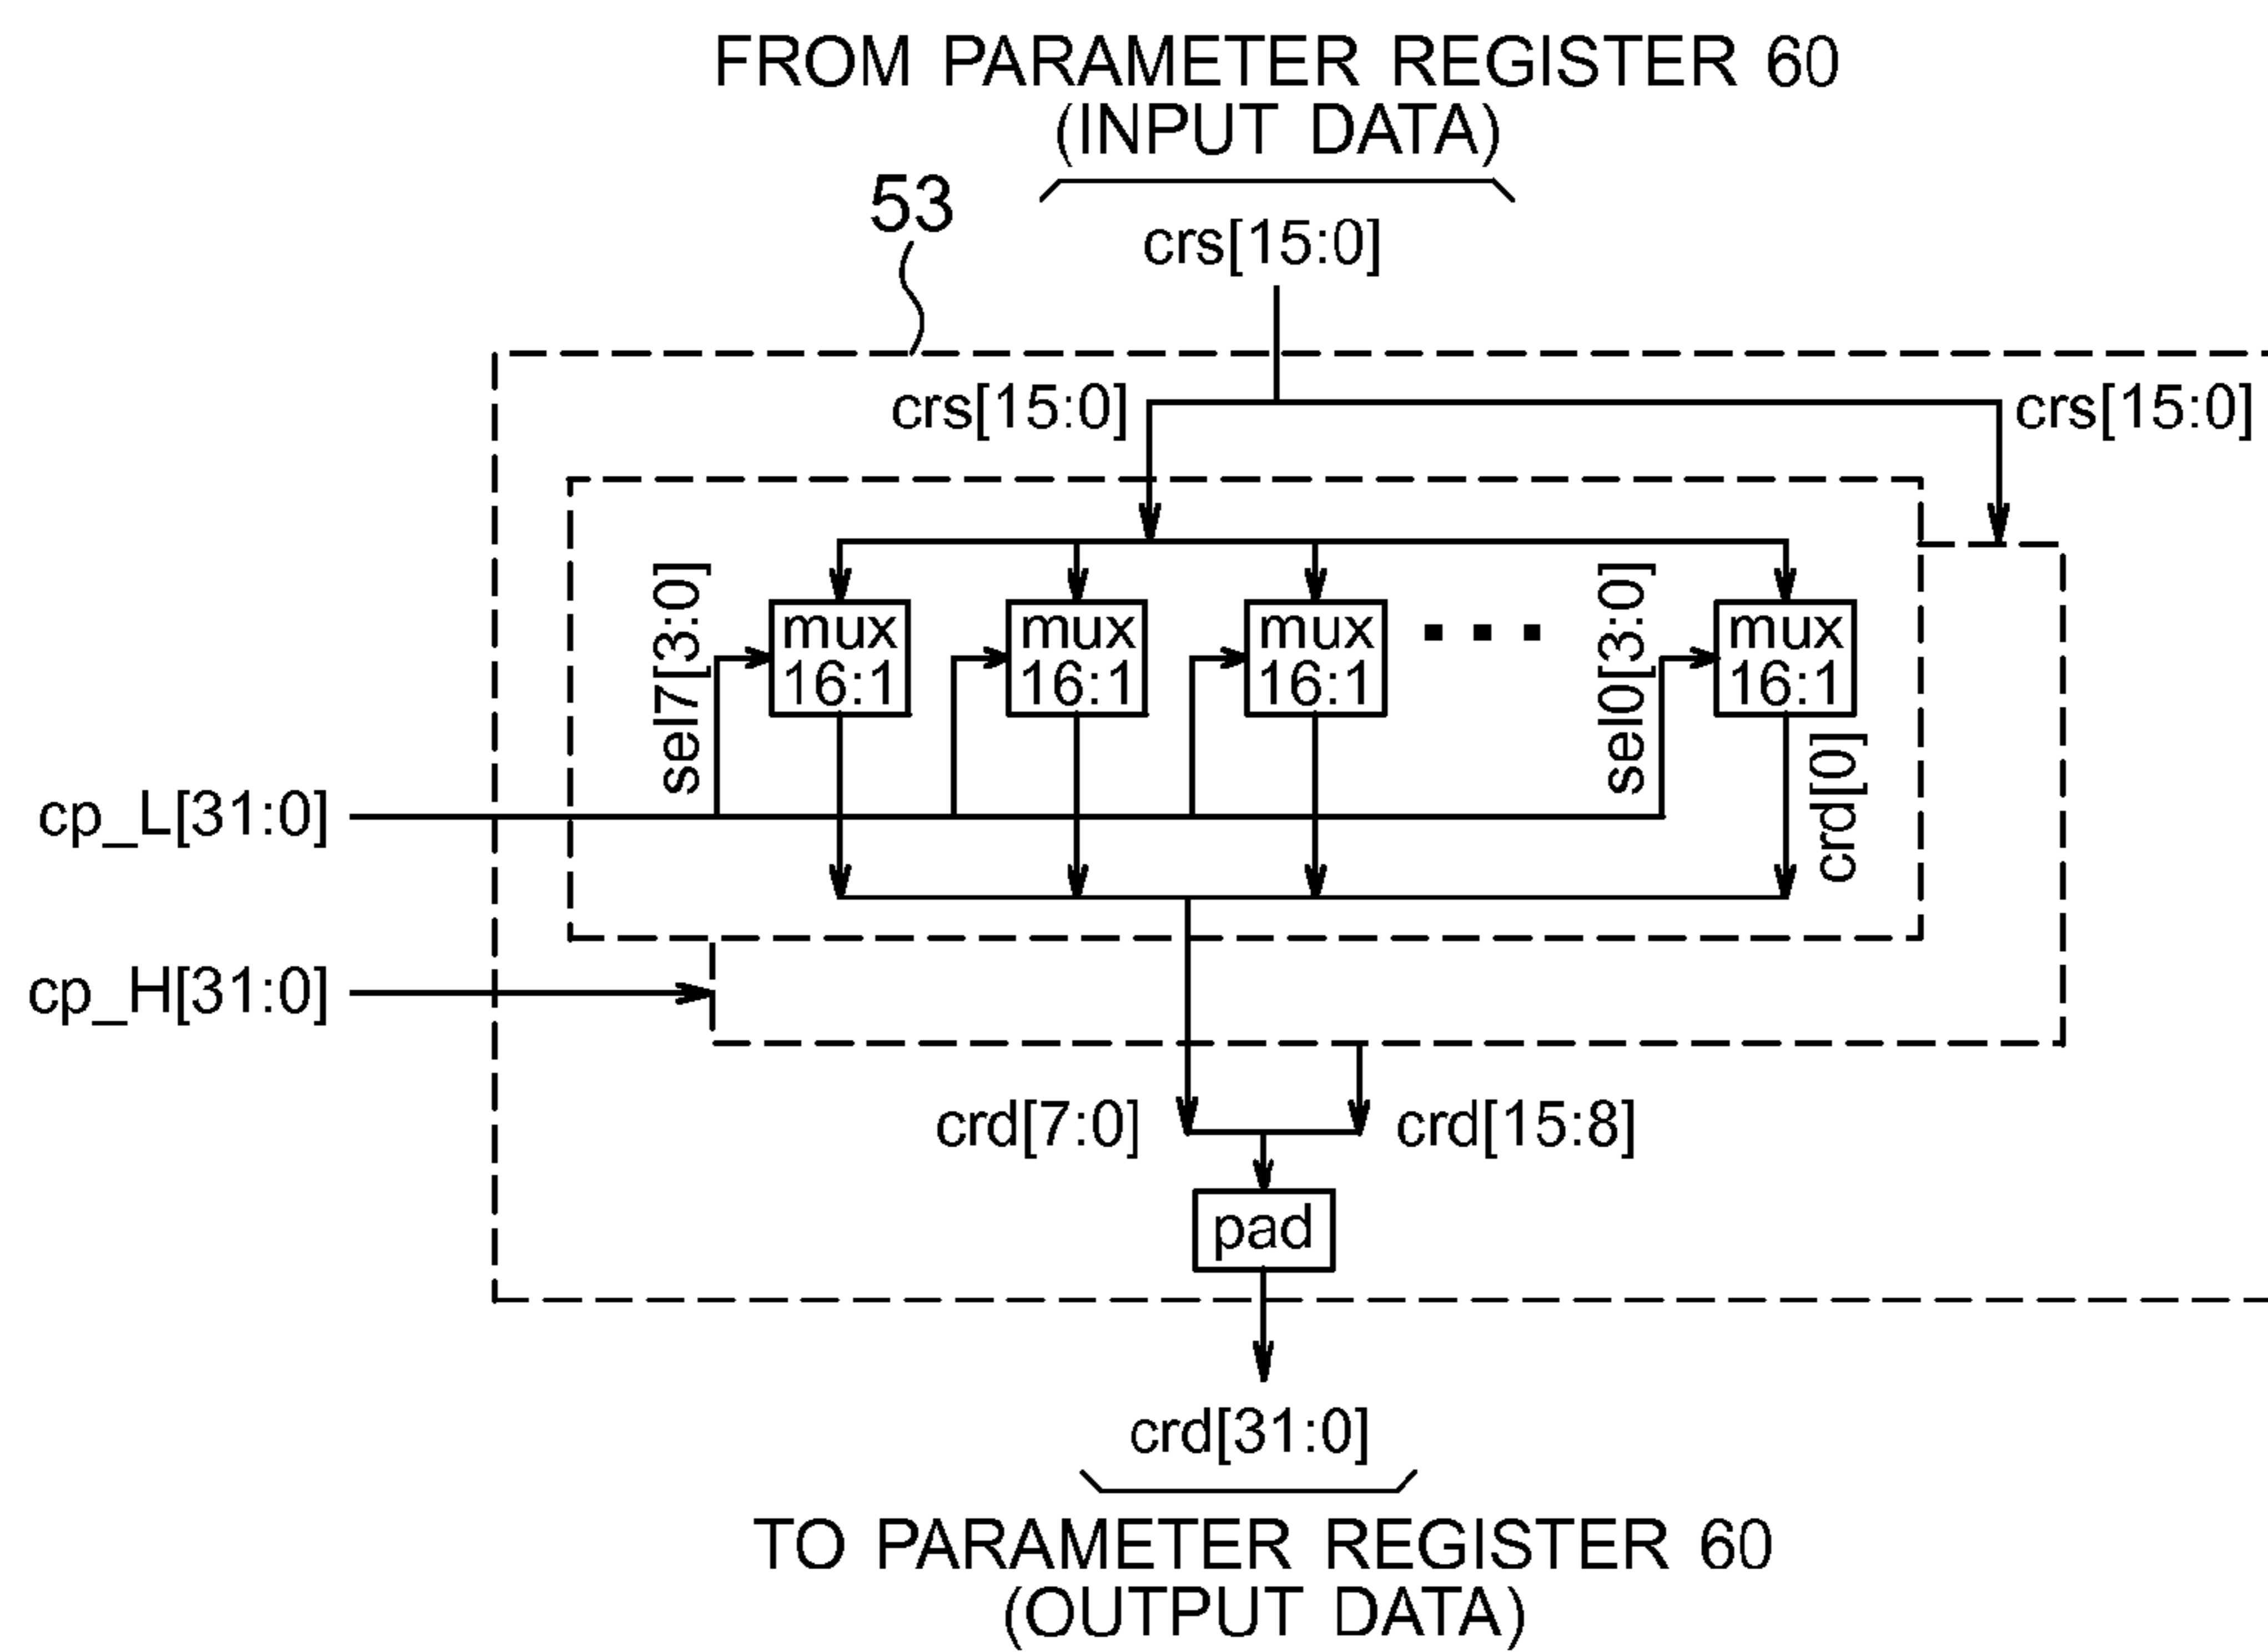 FROM PARAMETER REGISTER 60
(INPUT DATA)
53
crs[15:0]
crs[15:0]
crs[15:0]
sel7[3:0]
mux
16:1
mux
16:1
mux
16:1
sel0[3:0]
mux
16:1
crd[0]
cp_L[31:0]
cp_H[31:0]
crd[7:0]
crd[15:8]
pad
crd[31:0]
TO PARAMETER REGISTER 60
(OUTPUT DATA)